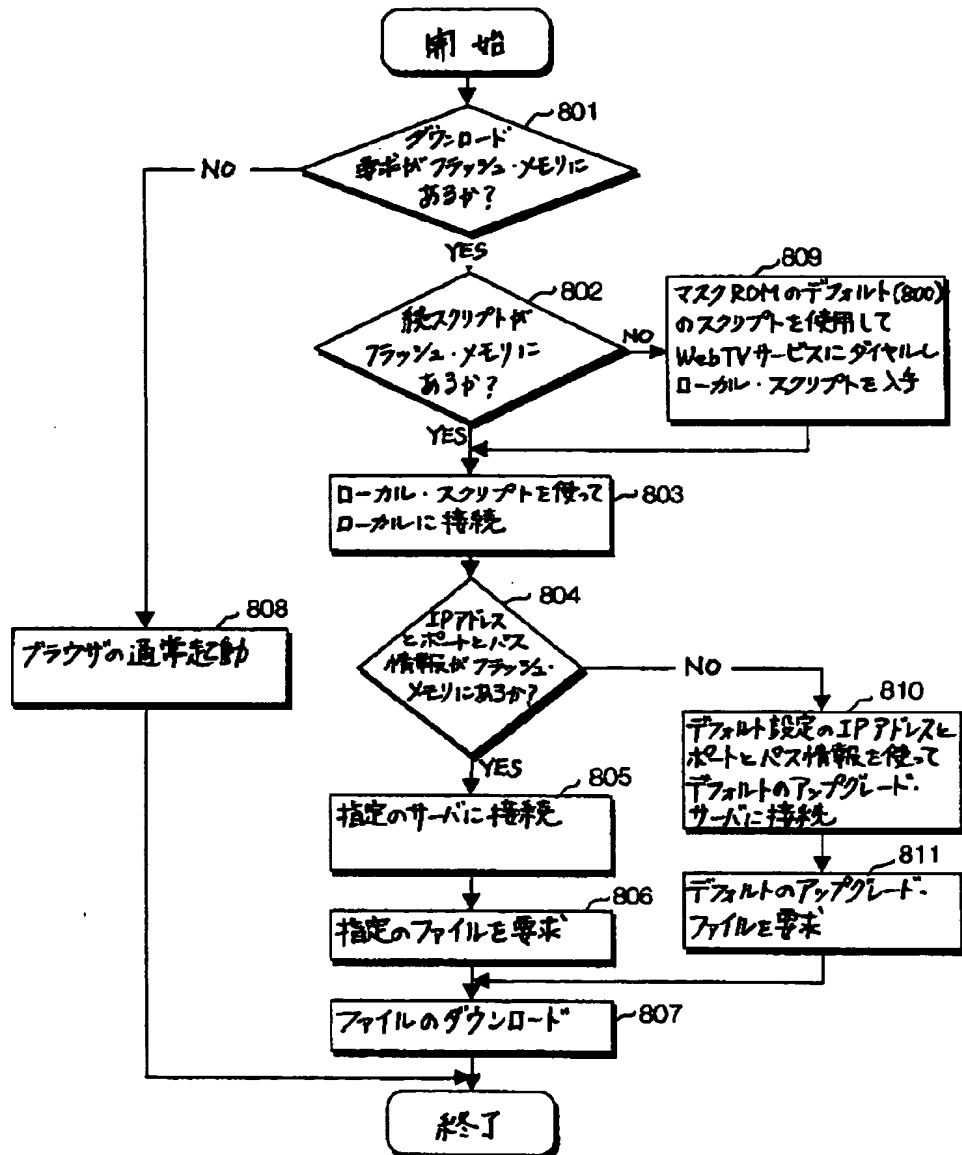 開始
801
ダウンロード
要求がフラッシュ・メモリに
あるか?
NO
YES
802
続スクリプトが
フラッシュ・メモリに
あるか?
NO
809
マスクROMのデフォルト(800)
のスクリプトを使用して
WebTVサービスにダイヤルし
ローカル・スクリプトを入手
YES
ローカル・スクリプトを使って
ローカルに接続
803
804
IPアドレス
とポートとパス
情報がフラッシュ・
メモリにあるか?
NO
808
ブラウザの通常起動
810
デフォルト設定のIPアドレスと
ポートとパス情報を使って
デフォルトのアップグレード・
サーバに接続
YES
805
指定のサーバに接続
811
デフォルトのアップグレード・
ファイルを要求
806
指定のファイルを要求
ファイルのダウンロード
807
終了